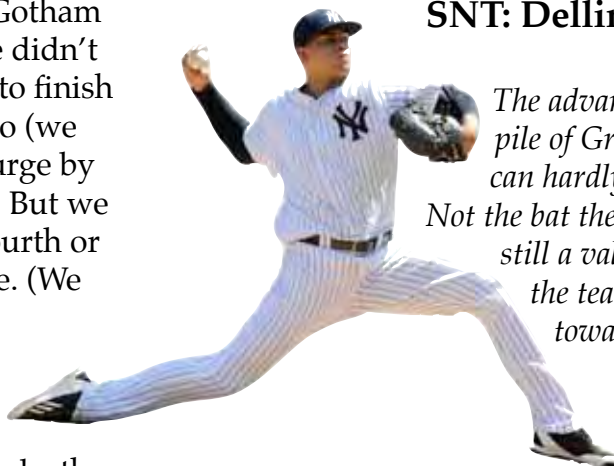 Gotham
e didn't
to finish
o (we
urge by
. But we
urth or
e. (We
SNT: Dellin
The advan
pile of Gr
can hardly
Not the bat the
still a val
the tea
towa
NY